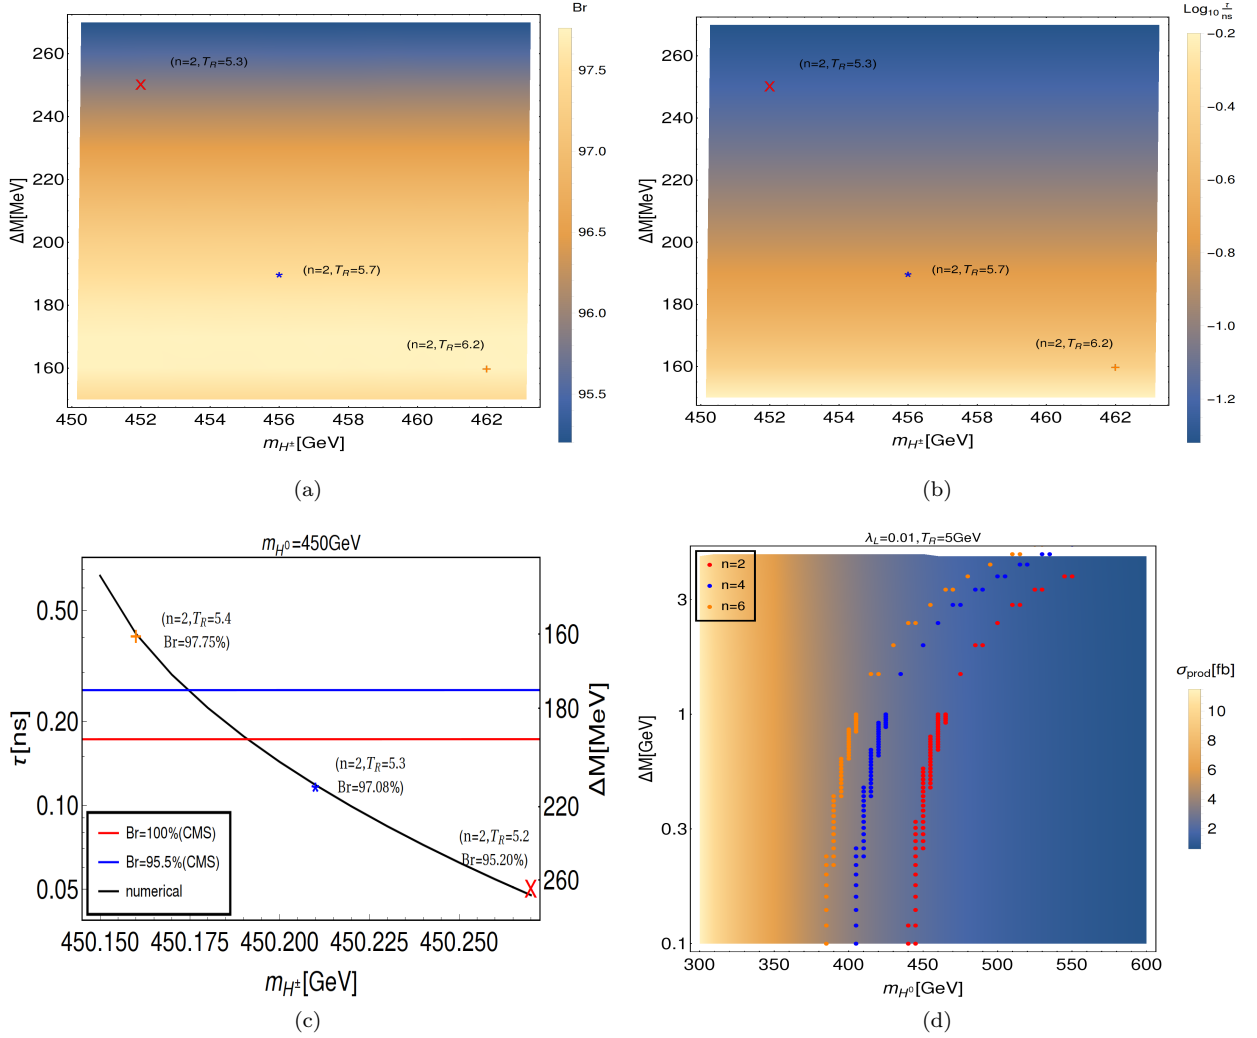 Br
(n=2,T_R=5.3)
(n=2,T_R=5.7)
(n=2,T_R=6.2)
260
240
220
200
180
160
ΔM[MeV]
450
452
454
456
458
460
462
m_H±[GeV]
97.5
97.0
96.5
96.0
95.5
(a)
Log₁₀ τ/ns
(n=2,T_R=5.3)
(n=2,T_R=5.7)
(n=2,T_R=6.2)
260
240
220
200
180
160
ΔM[MeV]
450
452
454
456
458
460
462
m_H±[GeV]
-0.2
-0.4
-0.6
-0.8
-1.0
-1.2
(b)
m_H⁰=450GeV
0.50
0.20
0.10
0.05
τ[ns]
(n=2,T_R=5.4
Br=97.75%)
(n=2,T_R=5.3
Br=97.08%)
(n=2,T_R=5.2
Br=95.20%)
Br=100%(CMS)
Br=95.5%(CMS)
numerical
160
180
220
260
ΔM[MeV]
450.150
450.175
450.200
450.225
450.250
m_H±[GeV]
(c)
λ_L=0.01,T_R=5GeV
n=2
n=4
n=6
3
1
0.3
0.1
ΔM[GeV]
300
350
400
450
500
550
600
m_H⁰[GeV]
σ_prod[fb]
10
8
6
4
2
(d)